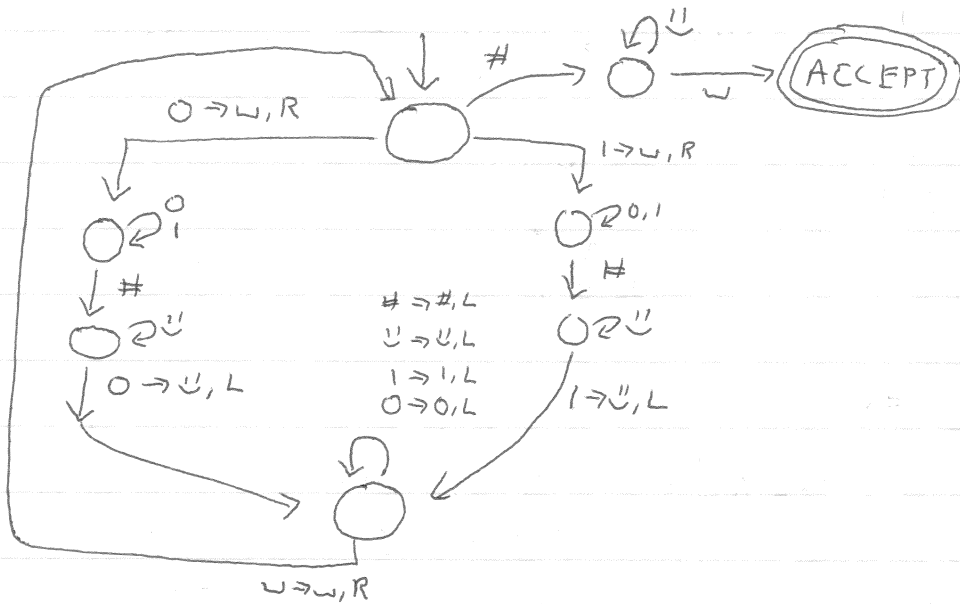 #
ü
ACCEPT
⊔
0 → ⊔, R
1 → ⊔, R
0
1
0, 1
#
#
ü
ü
# → #, L
ü → ü, L
1 → 1, L
0 → 0, L
0 → ü, L
1 → ü, L
⊔ → ⊔, R